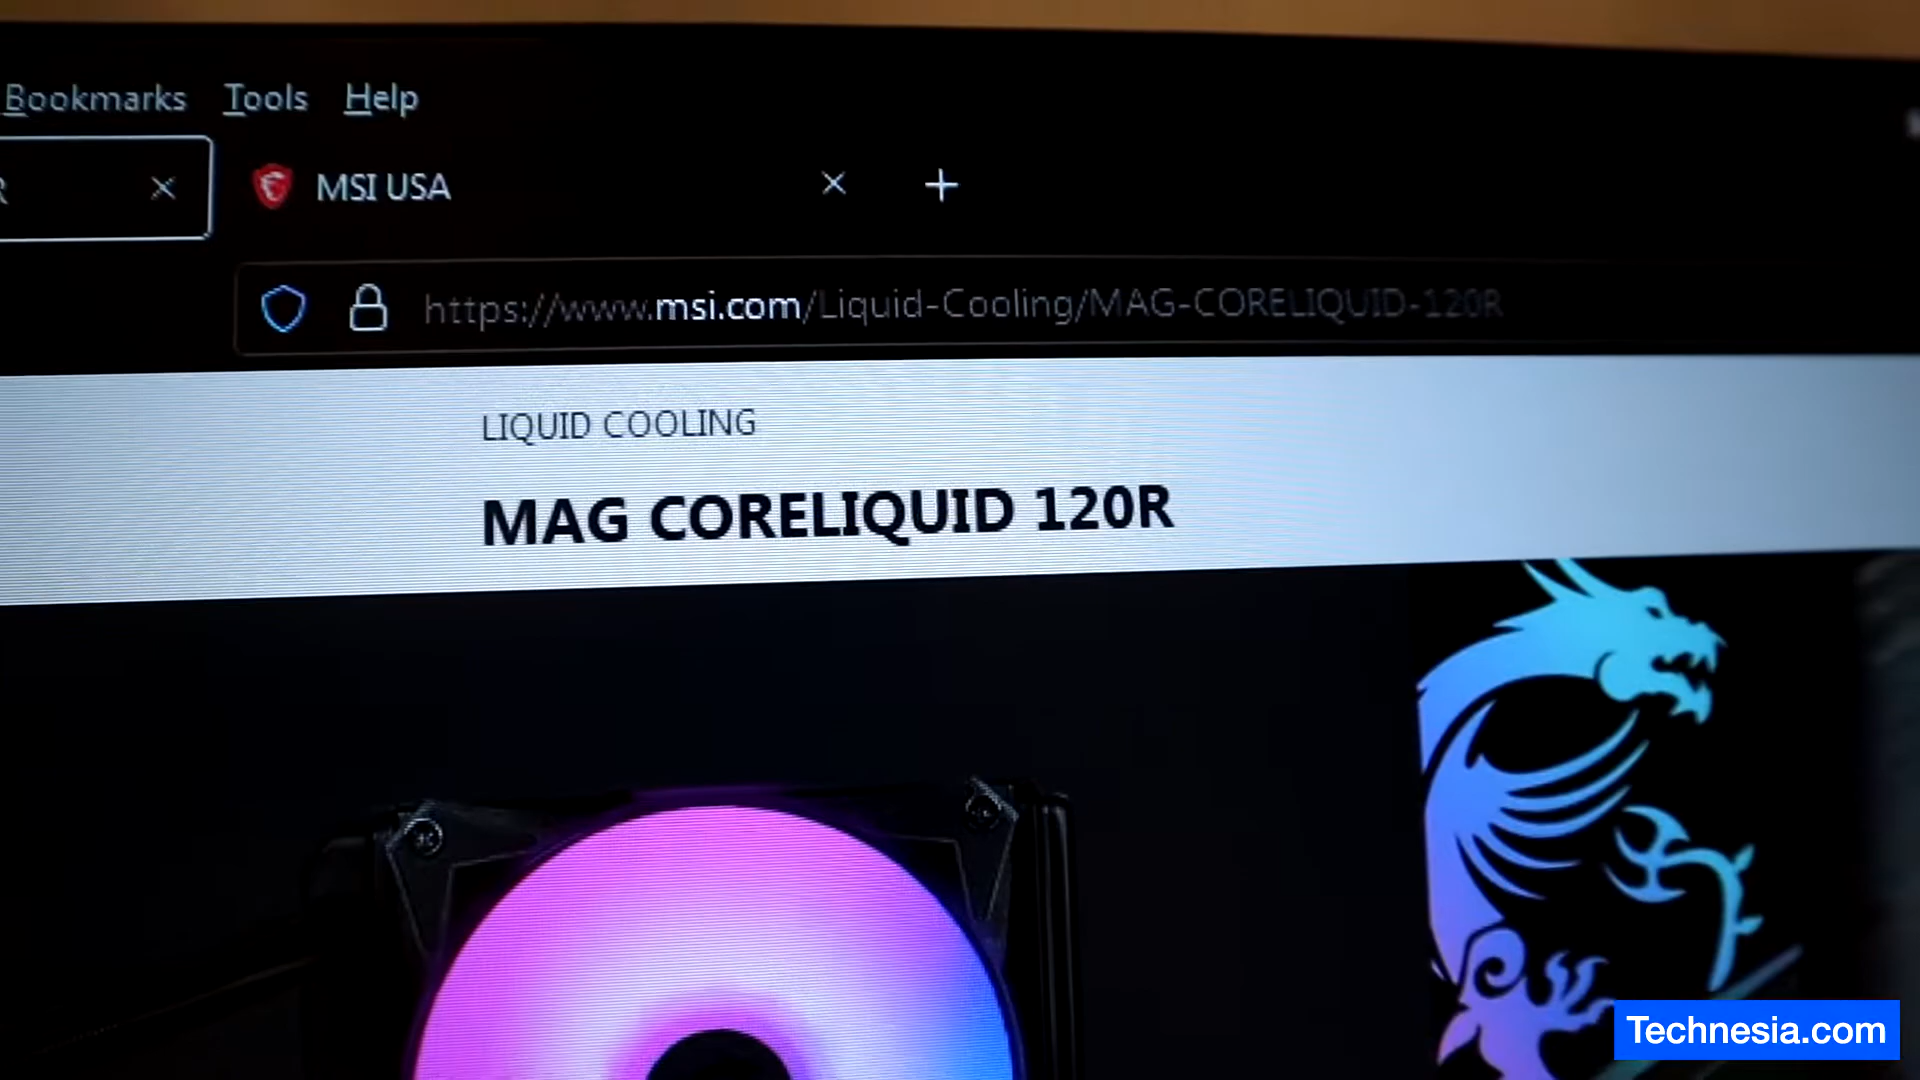 Bookmarks Tools Help
R
MSI USA
https://www.msi.com/Liquid-Cooling/MAG-CORELIQUID-120R
LIQUID COOLING
MAG CORELIQUID 120R
Technesia.com